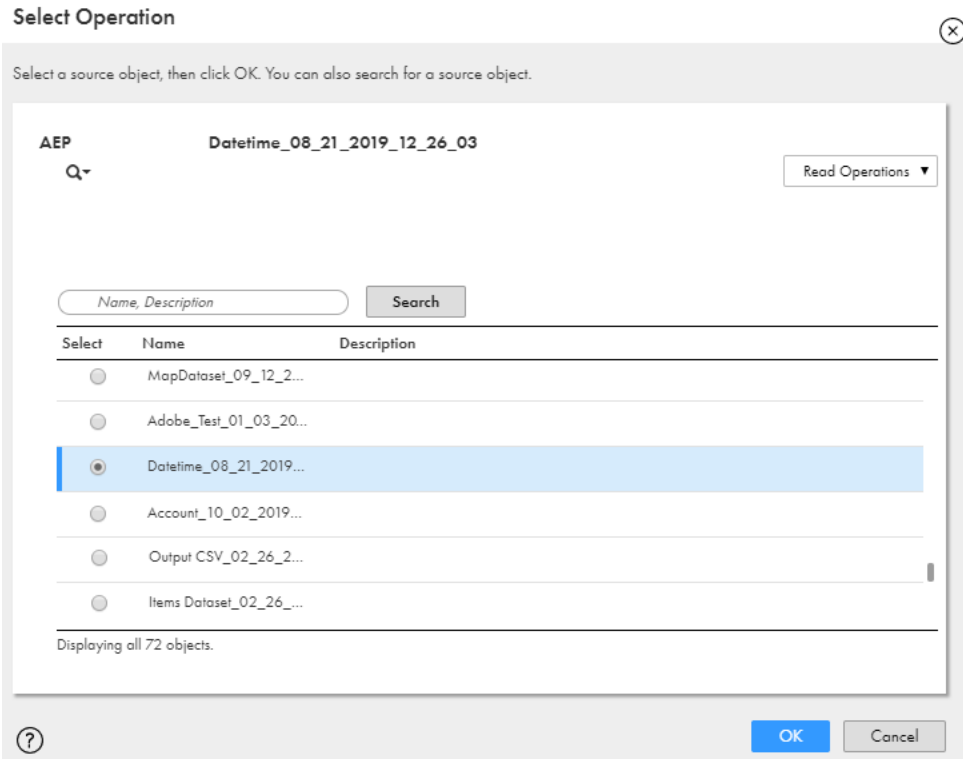 Select Operation
Select a source object, then click OK. You can also search for a source object.
AEP Datetime_08_21_2019_12_26_03
Read Operations
Name, Description Search
Select Name Description
MapDataset_09_12_2...
Adobe_Test_01_03_20...
Datetime_08_21_2019...
Account_10_02_2019...
Output CSV_02_26_2...
Items Dataset_02_26_...
Displaying all 72 objects.
? OK Cancel